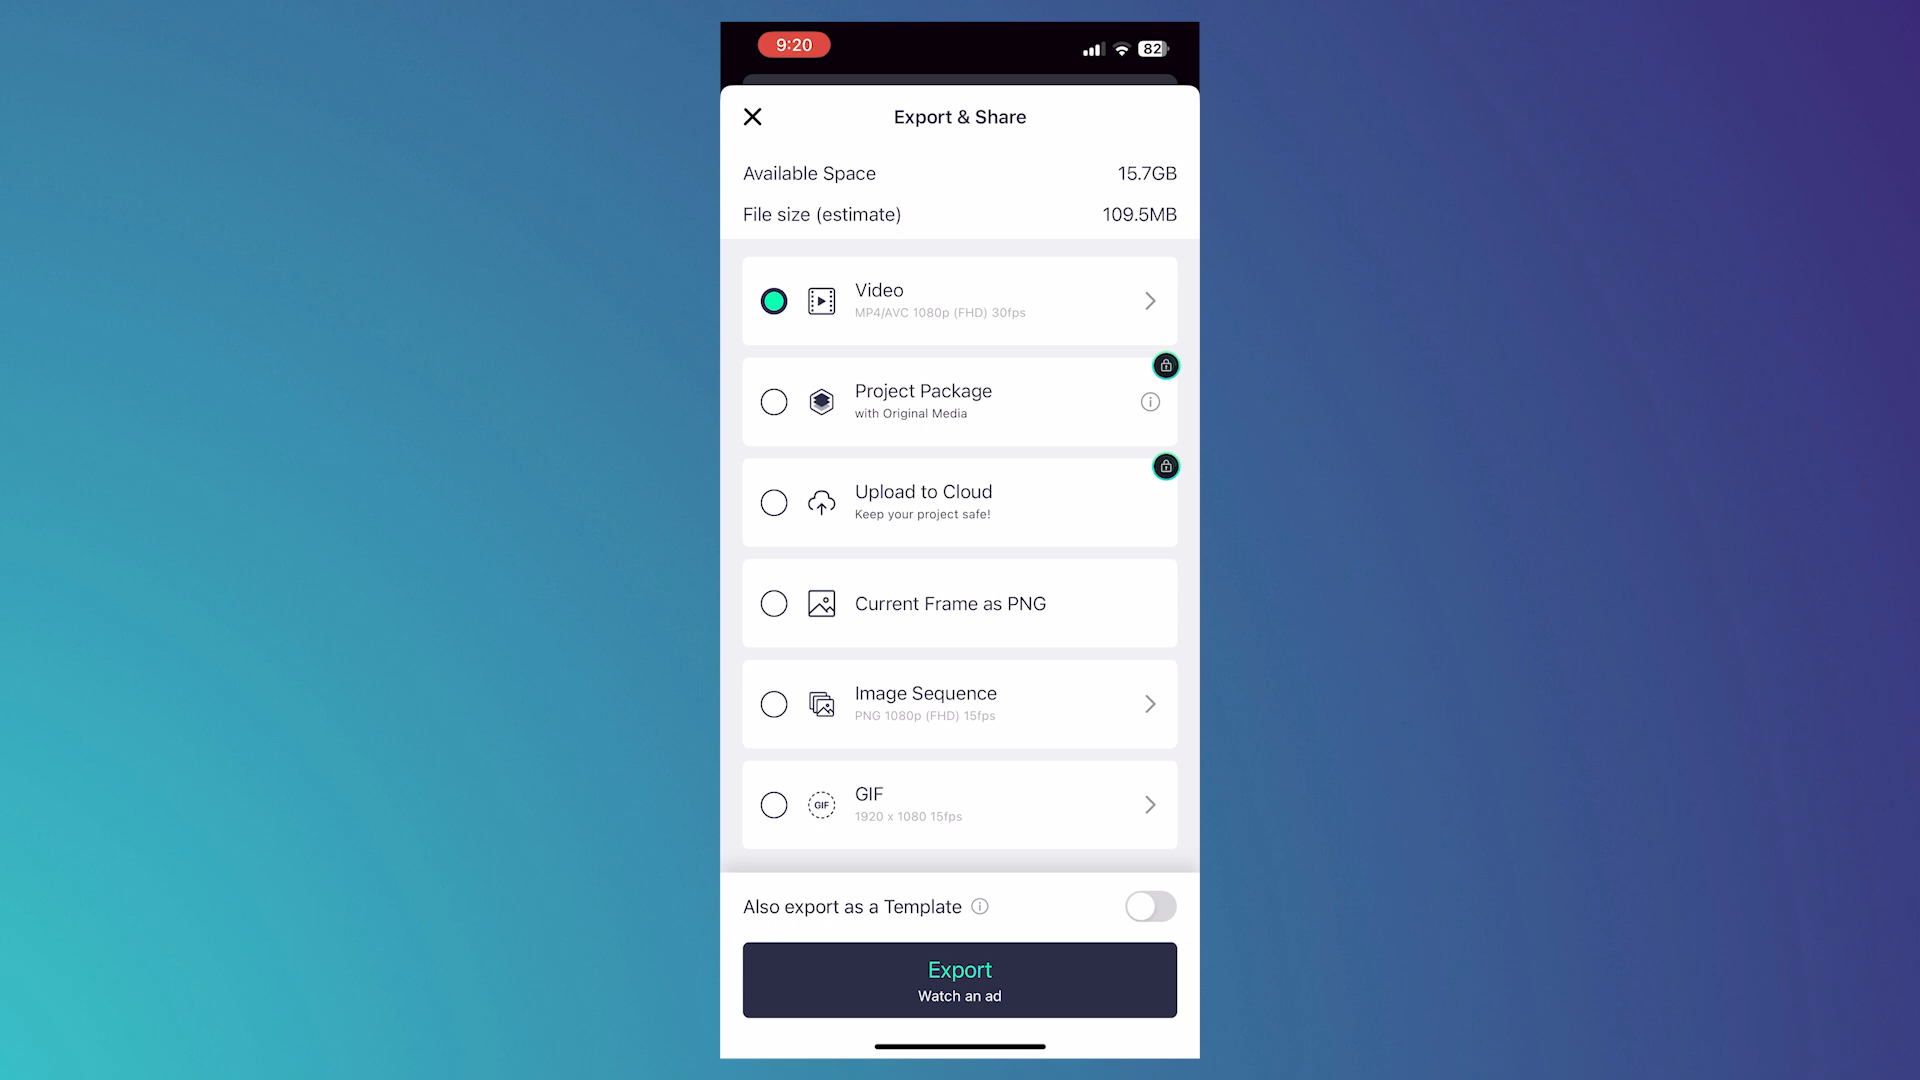 9:20
82
Export & Share
Available Space 15.7GB
File size (estimate) 109.5MB
Video
MP4/AVC 1080p (FHD) 30fps
Project Package
with Original Media
Upload to Cloud
Keep your project safe!
Current Frame as PNG
Image Sequence
PNG 1080p (FHD) 15fps
GIF
GIF
1920 x 1080 15fps
Also export as a Template
Export
Watch an ad